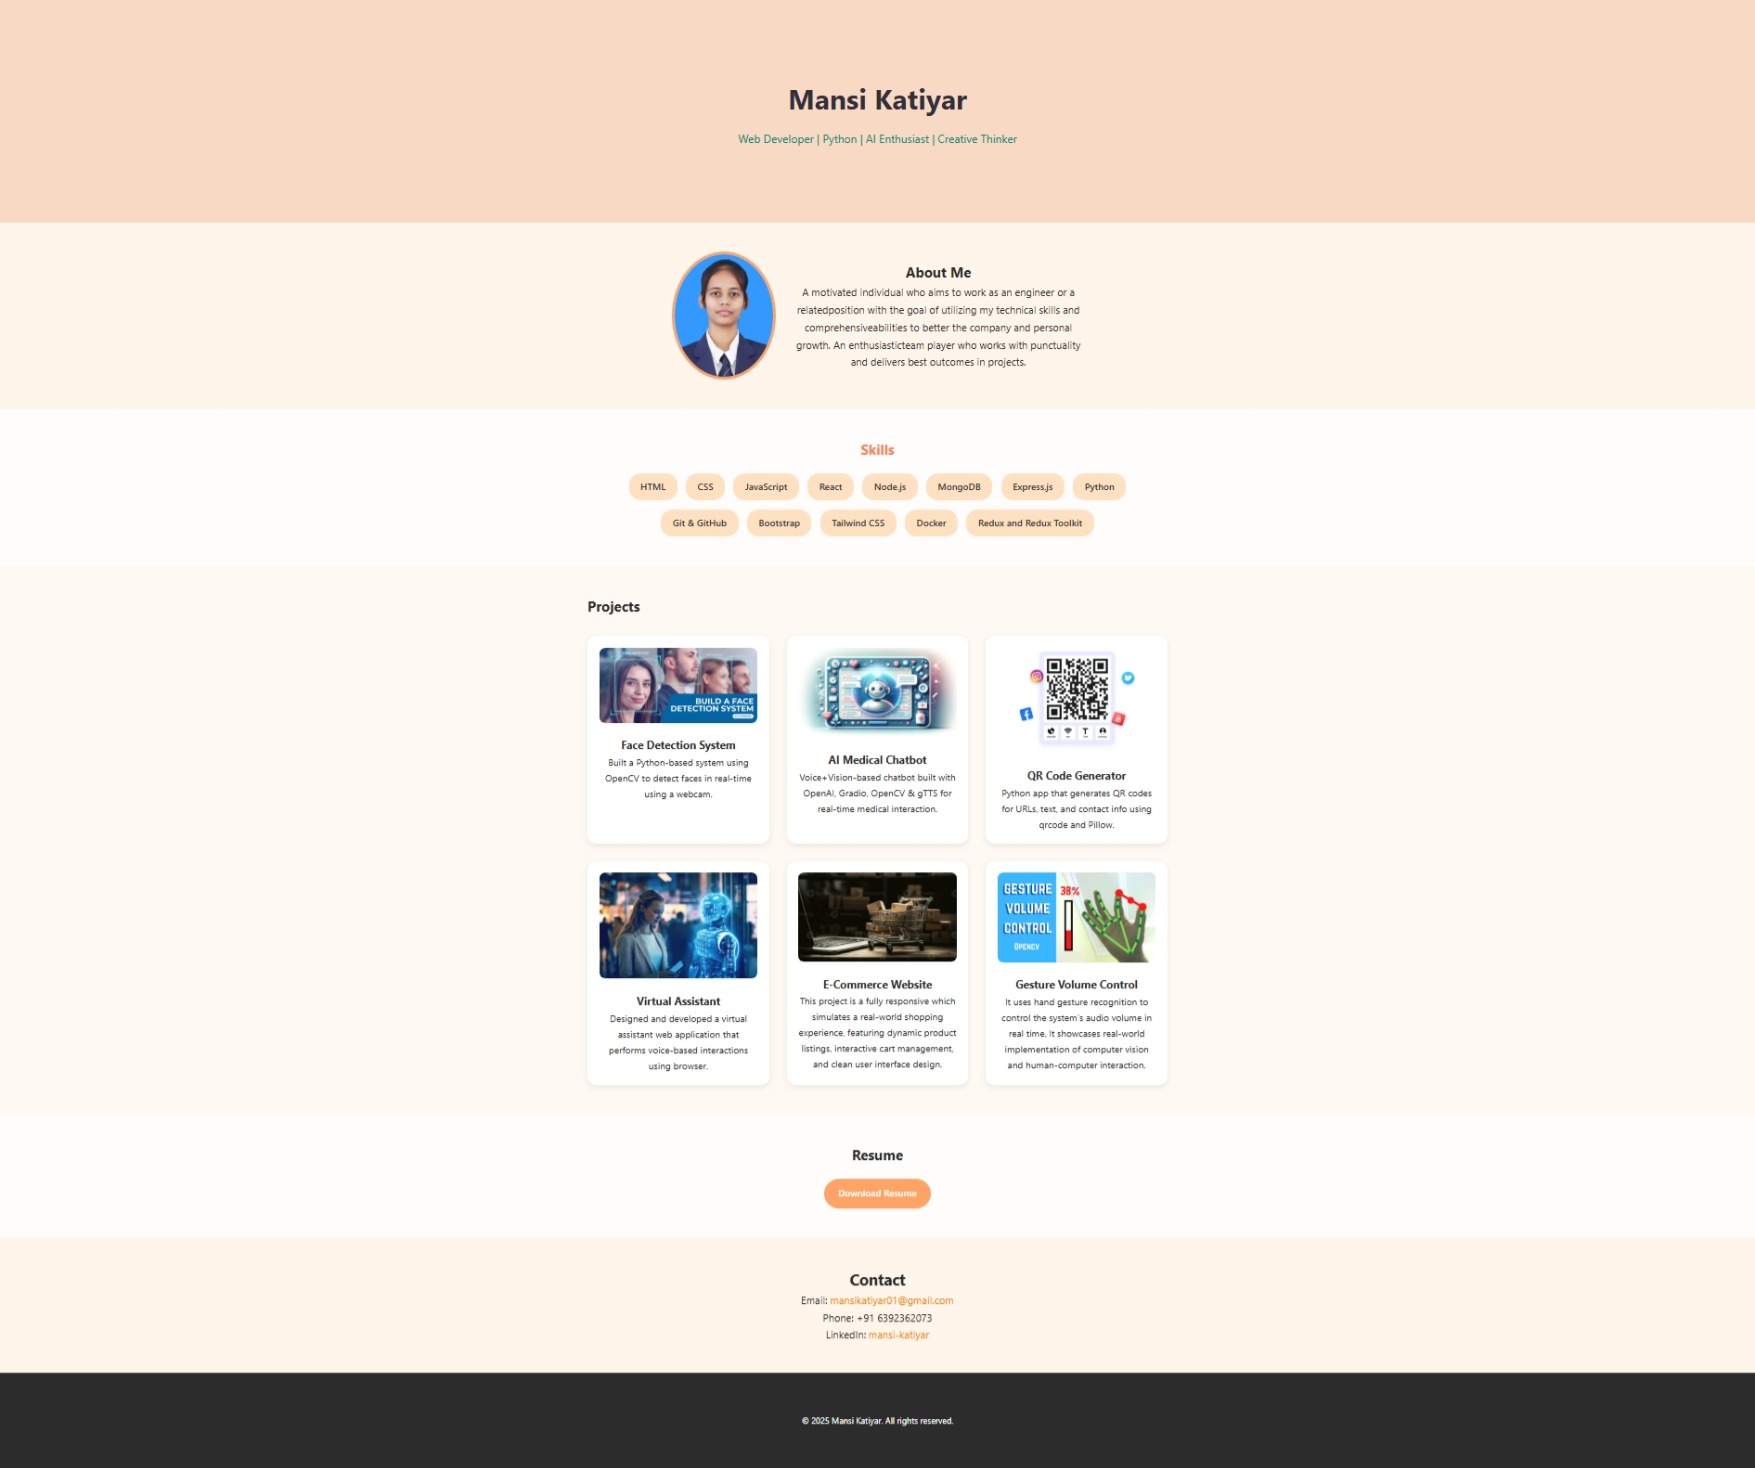 Mansi Katiyar
Web Developer | Python | AI Enthusiast | Creative Thinker
About Me
A motivated individual who aims to work as an engineer or a
relatedposition with the goal of utilizing my technical skills and
comprehensiveabilities to better the company and personal
growth. An enthusiasticteam player who works with punctuality
and delivers best outcomes in projects.
Skills
HTML CSS JavaScript React Node.js MongoDB Express.js Python
Git & GitHub Bootstrap Tailwind CSS Docker Redux and Redux Toolkit
Projects
BUILD A FACE
DETECTION SYSTEM
Face Detection System
Built a Python-based system using
OpenCV to detect faces in real-time
using a webcam.
AI Medical Chatbot
Voice+Vision-based chatbot built with
OpenAI, Gradio, OpenCV & gTTS for
real-time medical interaction.
QR Code Generator
Python app that generates QR codes
for URLs, text, and contact info using
qrcode and Pillow.
Virtual Assistant
Designed and developed a virtual
assistant web application that
performs voice-based interactions
using browser.
E-Commerce Website
This project is a fully responsive which
simulates a real-world shopping
experience, featuring dynamic product
listings, interactive cart management,
and clean user interface design.
GESTURE
VOLUME
CONTROL
OPENCV
38%
Gesture Volume Control
It uses hand gesture recognition to
control the system's audio volume in
real time. It showcases real-world
implementation of computer vision
and human-computer interaction.
Resume
Download Resume
Contact
Email: mansikatiyar01@gmail.com
Phone: +91 6392362073
LinkedIn: mansi-katiyar
© 2025 Mansi Katiyar. All rights reserved.